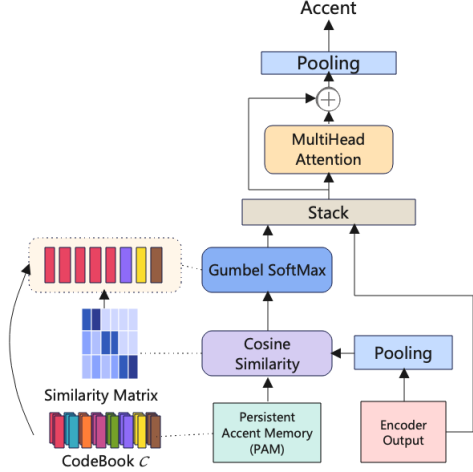 Accent
Pooling
MultiHead
Attention
Stack
Gumbel SoftMax
Cosine
Similarity
Pooling
Similarity Matrix
Persistent
Accent Memory
(PAM)
Encoder
Output
CodeBook 𝒞